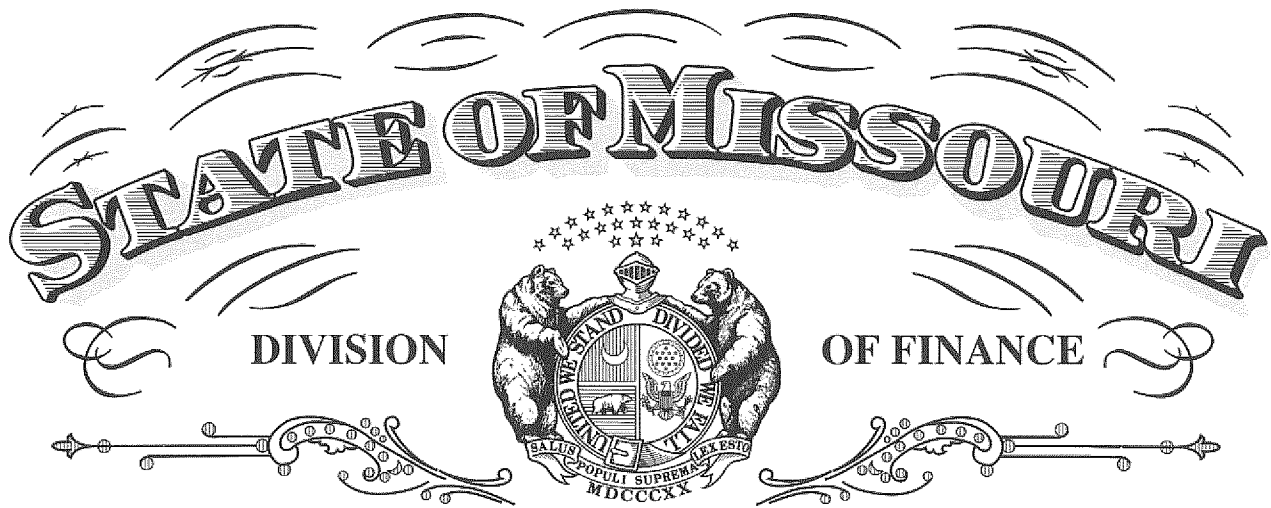 STATE OF MISSOURI
DIVISION OF FINANCE
UNITED WE STAND DIVIDED WE FALL
SALUS POPULI SUPREMA LEX ESTO
MDCCCXX